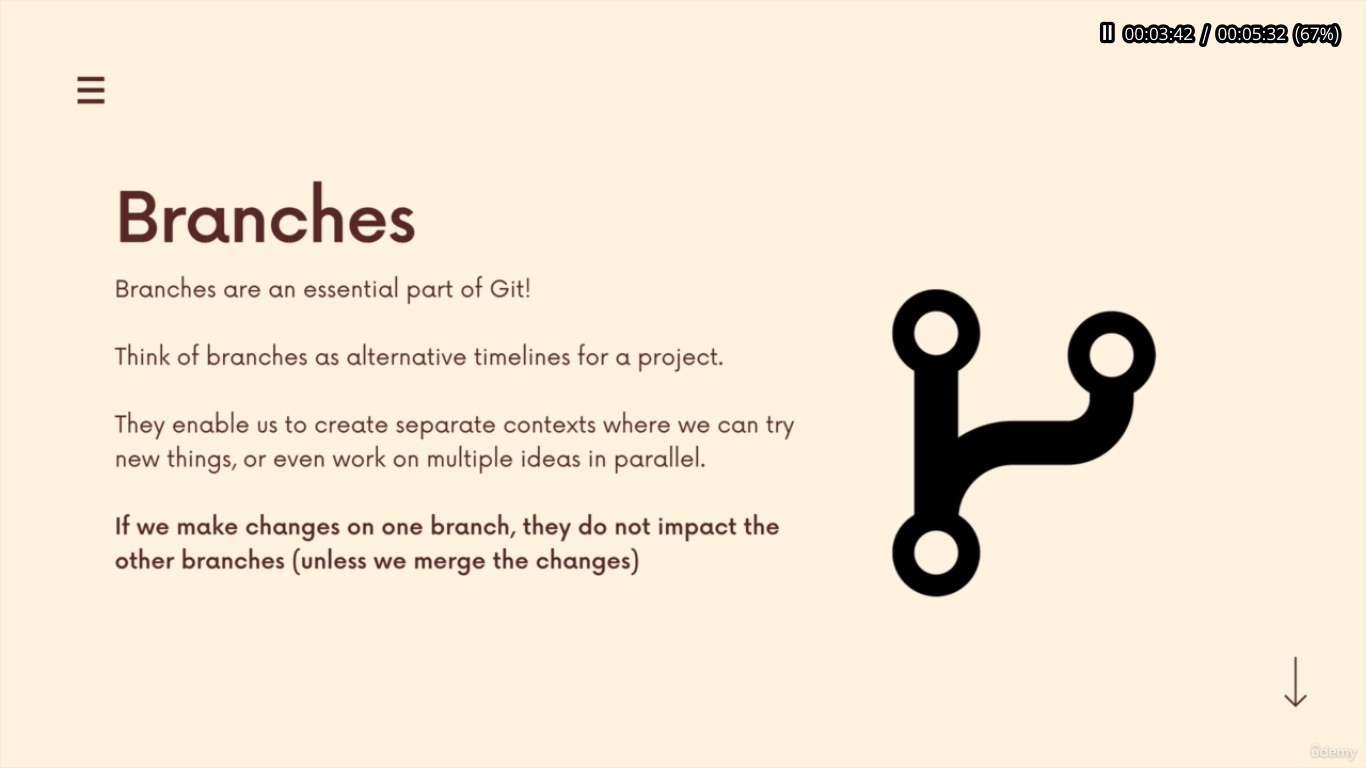 00:03:42 / 00:05:32 (67%)
Branches
Branches are an essential part of Git!
Think of branches as alternative timelines for a project.
They enable us to create separate contexts where we can try
new things, or even work on multiple ideas in parallel.
If we make changes on one branch, they do not impact the
other branches (unless we merge the changes)
ûdemy